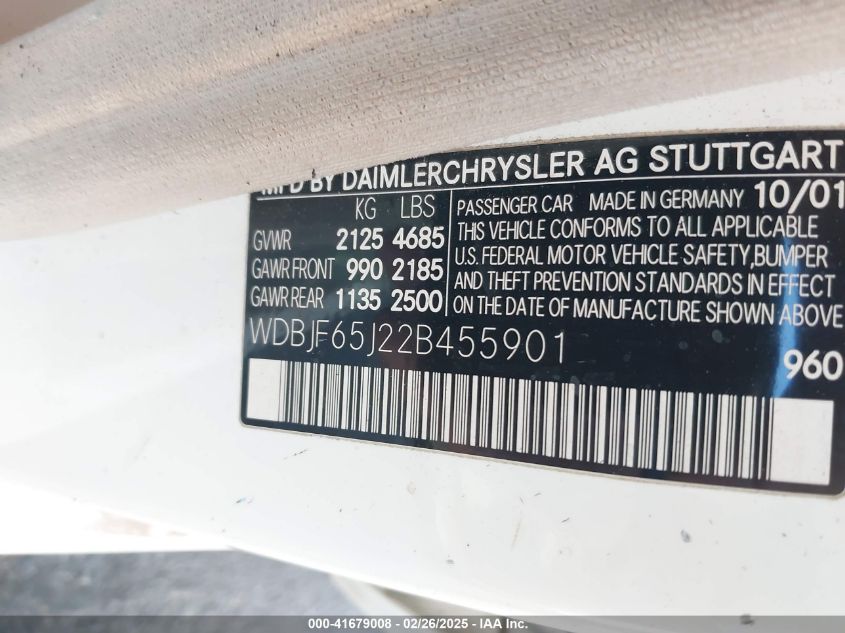 MFD BY DAIMLERCHRYSLER AG STUTTGART
KG LBS
GVWR 2125 4685
GAWR FRONT 990 2185
GAWR REAR 1135 2500
PASSENGER CAR MADE IN GERMANY 10/01
THIS VEHICLE CONFORMS TO ALL APPLICABLE
U.S. FEDERAL MOTOR VEHICLE SAFETY,BUMPER
AND THEFT PREVENTION STANDARDS IN EFFECT
ON THE DATE OF MANUFACTURE SHOWN ABOVE
WDBJF65J22B455901
960
000-41679008 - 02/26/2025 - IAA Inc.